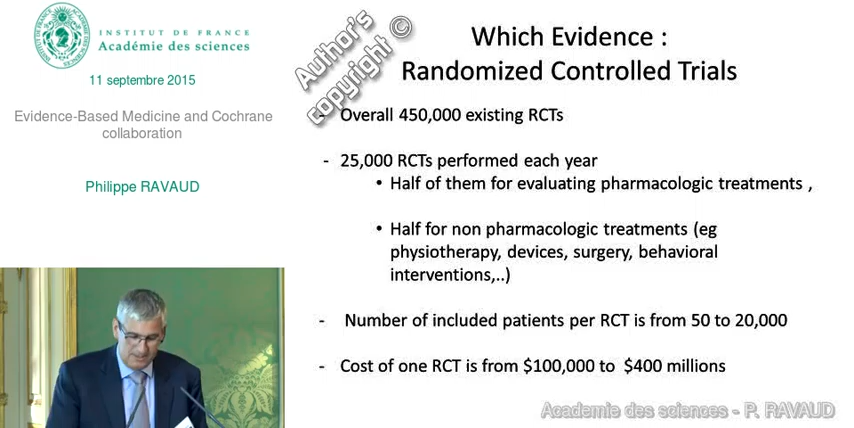 INSTITUT DE FRANCE
Académie des sciences
11 septembre 2015
Evidence-Based Medicine and Cochrane
collaboration
Philippe RAVAUD
Author's
copyright ©
Which Evidence :
Randomized Controlled Trials
- Overall 450,000 existing RCTs
- 25,000 RCTs performed each year
• Half of them for evaluating pharmacologic treatments ,
• Half for non pharmacologic treatments (eg
physiotherapy, devices, surgery, behavioral
interventions,..)
- Number of included patients per RCT is from 50 to 20,000
- Cost of one RCT is from $100,000 to $400 millions
Academie des sciences - P. RAVAUD